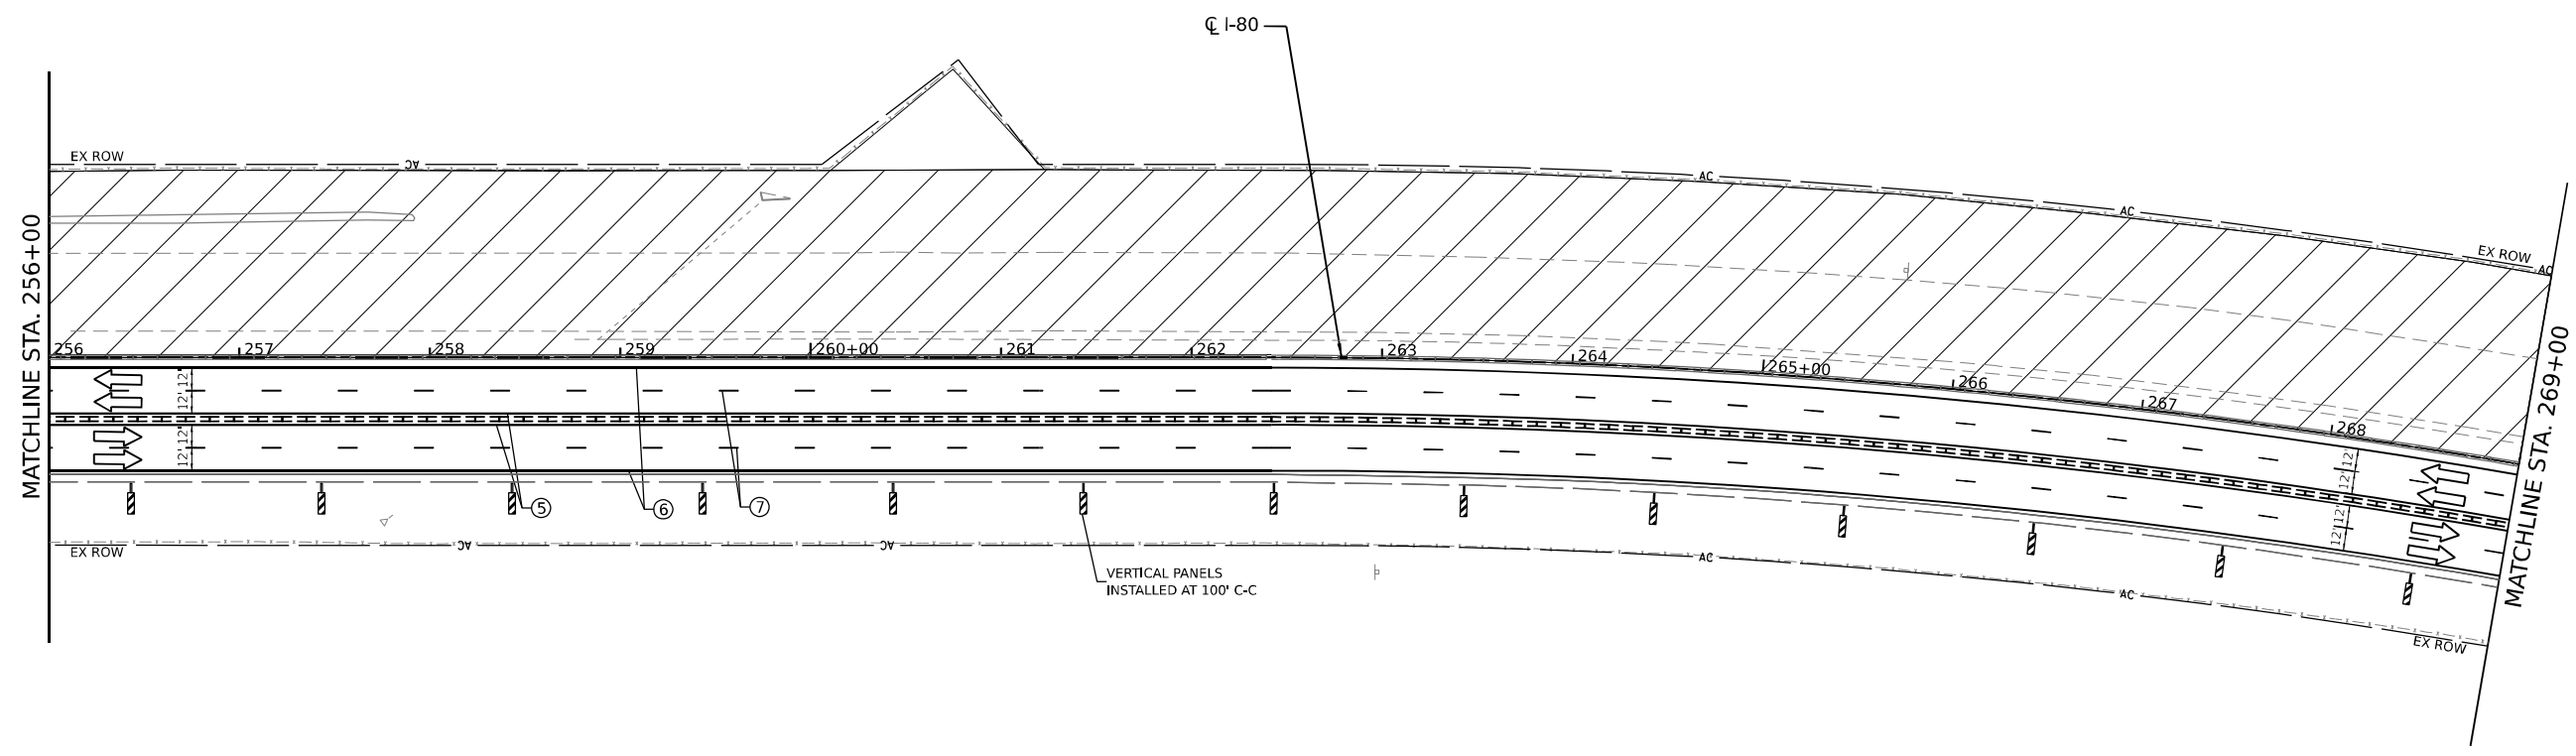 ℄ I-80
EX ROW
AC
AC
AC
EX ROW
AC
MATCHLINE STA. 256+00
256
257
258
259
260+00
261
262
263
264
265+00
266
267
268
12'
12'
12'
12'
12'
12'
12'
12'
MATCHLINE STA. 269+00
5
6
7
EX ROW
AC
AC
AC
AC
VERTICAL PANELS
INSTALLED AT 100' C-C
EX ROW